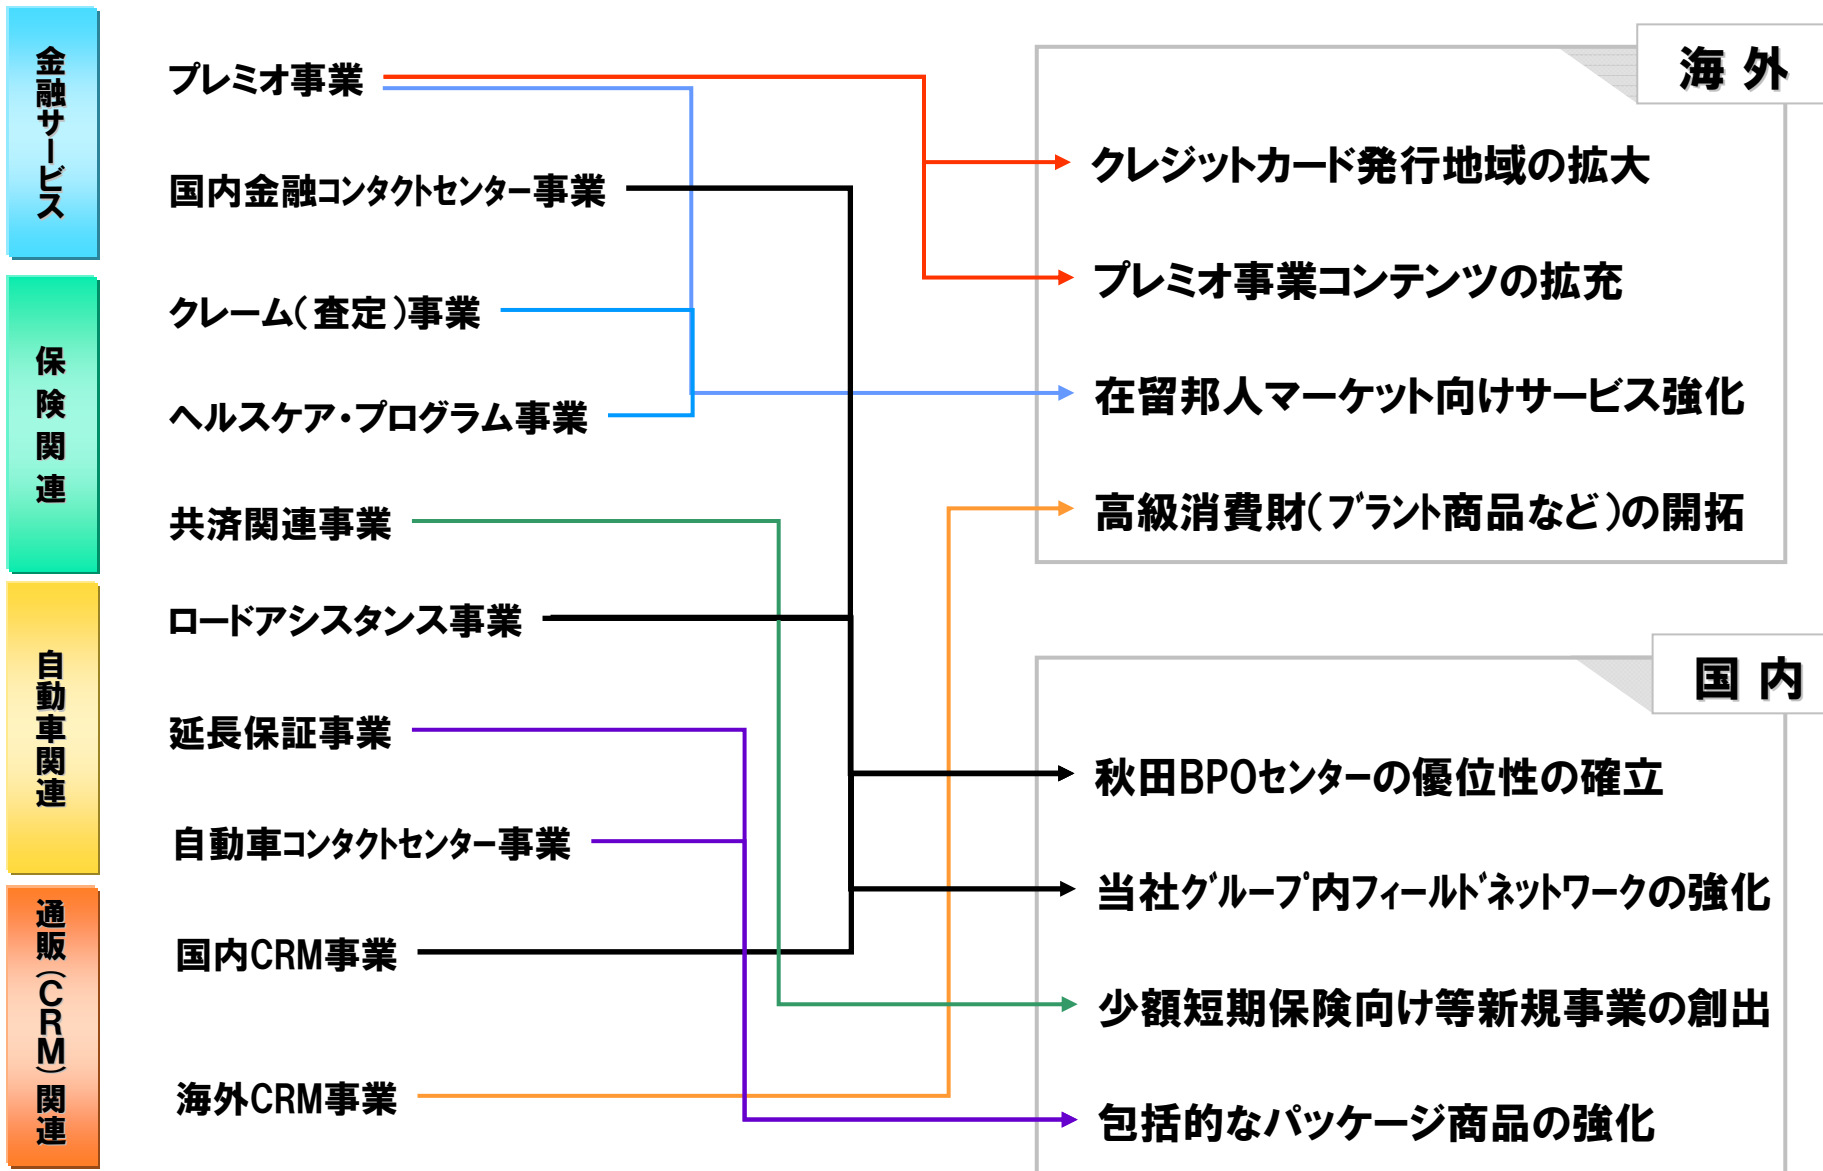 金融サービス
プレミオ事業
国内金融コンタクトセンター事業
保険関連
クレーム(査定)事業
ヘルスケア・プログラム事業
共済関連事業
自動車関連
ロードアシスタンス事業
延長保証事業
自動車コンタクトセンター事業
通販(CRM)関連
国内CRM事業
海外CRM事業
海外
クレジットカード発行地域の拡大
プレミオ事業コンテンツの拡充
在留邦人マーケット向けサービス強化
高級消費財(ブラント商品など)の開拓
国内
秋田BPOセンターの優位性の確立
当社グループ内フィールドネットワークの強化
少額短期保険向け等新規事業の創出
包括的なパッケージ商品の強化